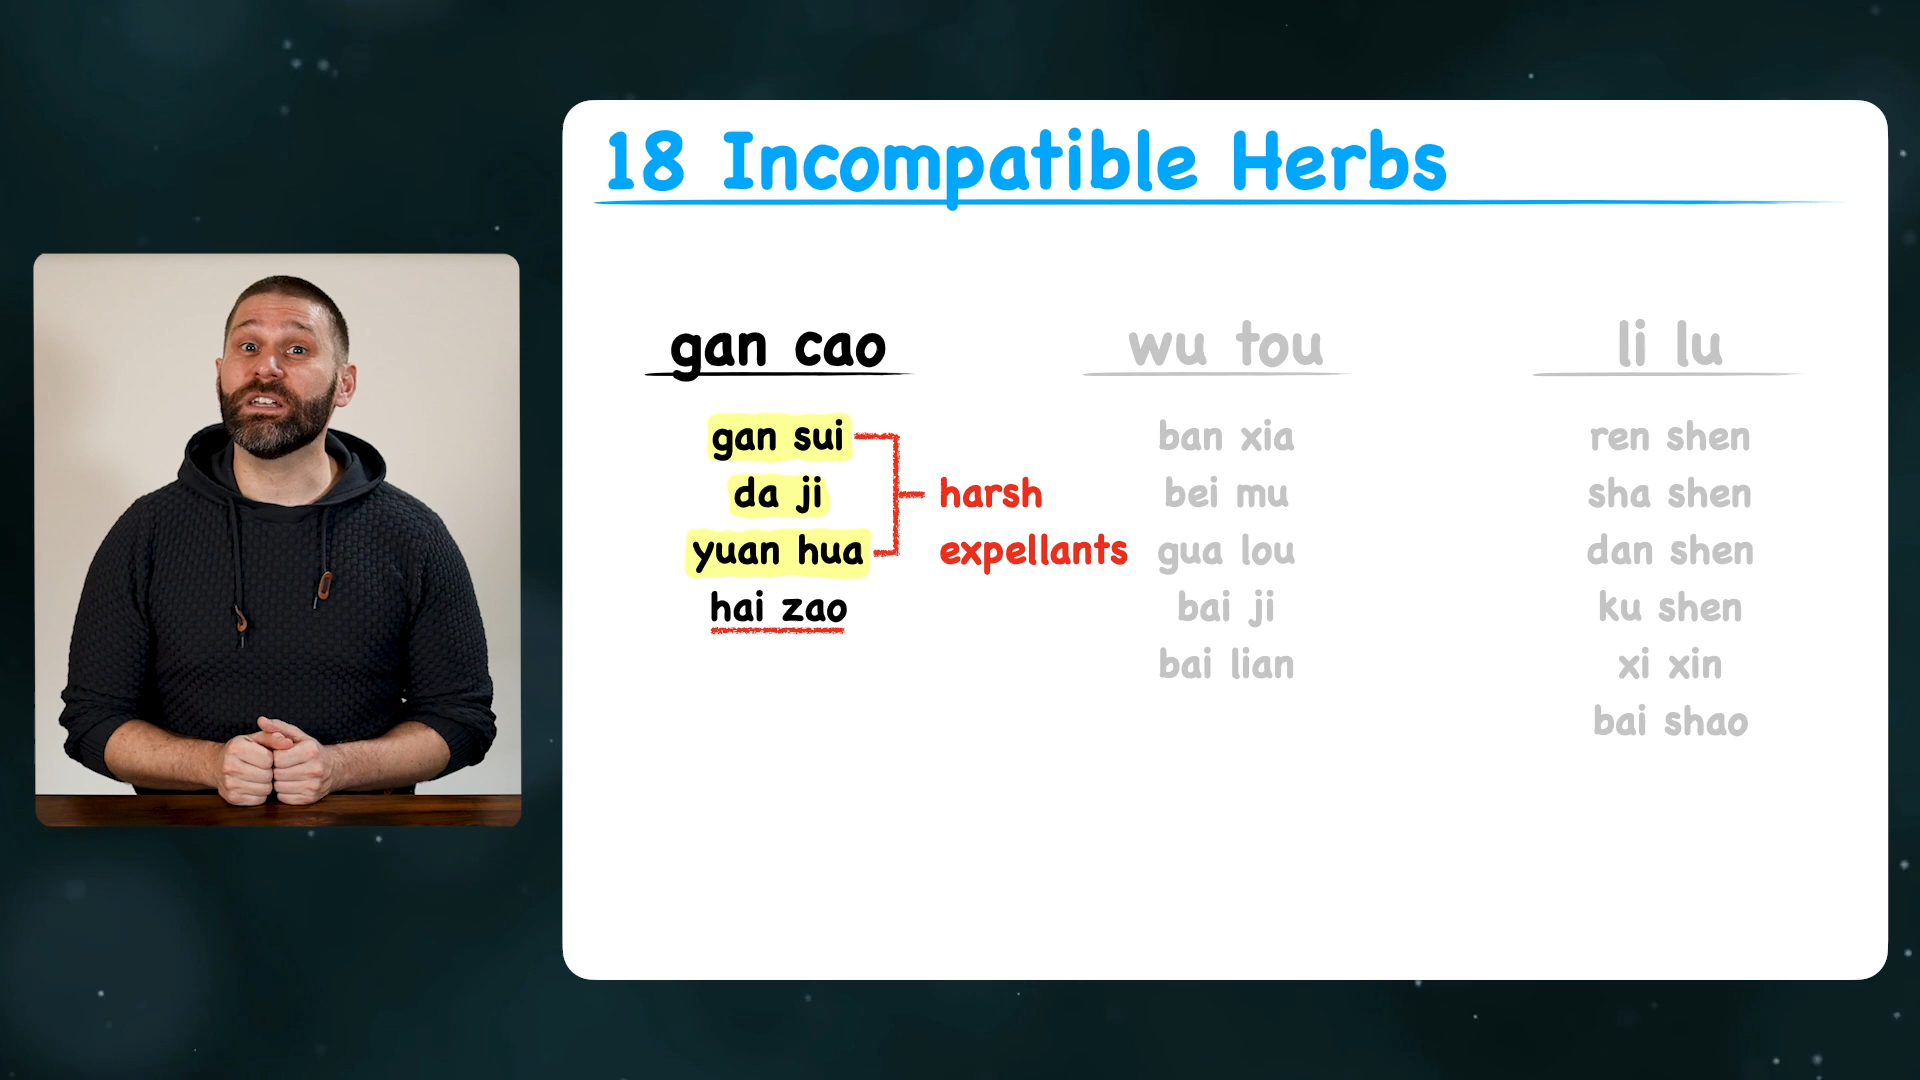 18 Incompatible Herbs
gan cao
gan sui
da ji
yuan hua
hai zao
harsh
expellants
wu tou
ban xia
bei mu
gua lou
bai ji
bai lian
li lu
ren shen
sha shen
dan shen
ku shen
xi xin
bai shao